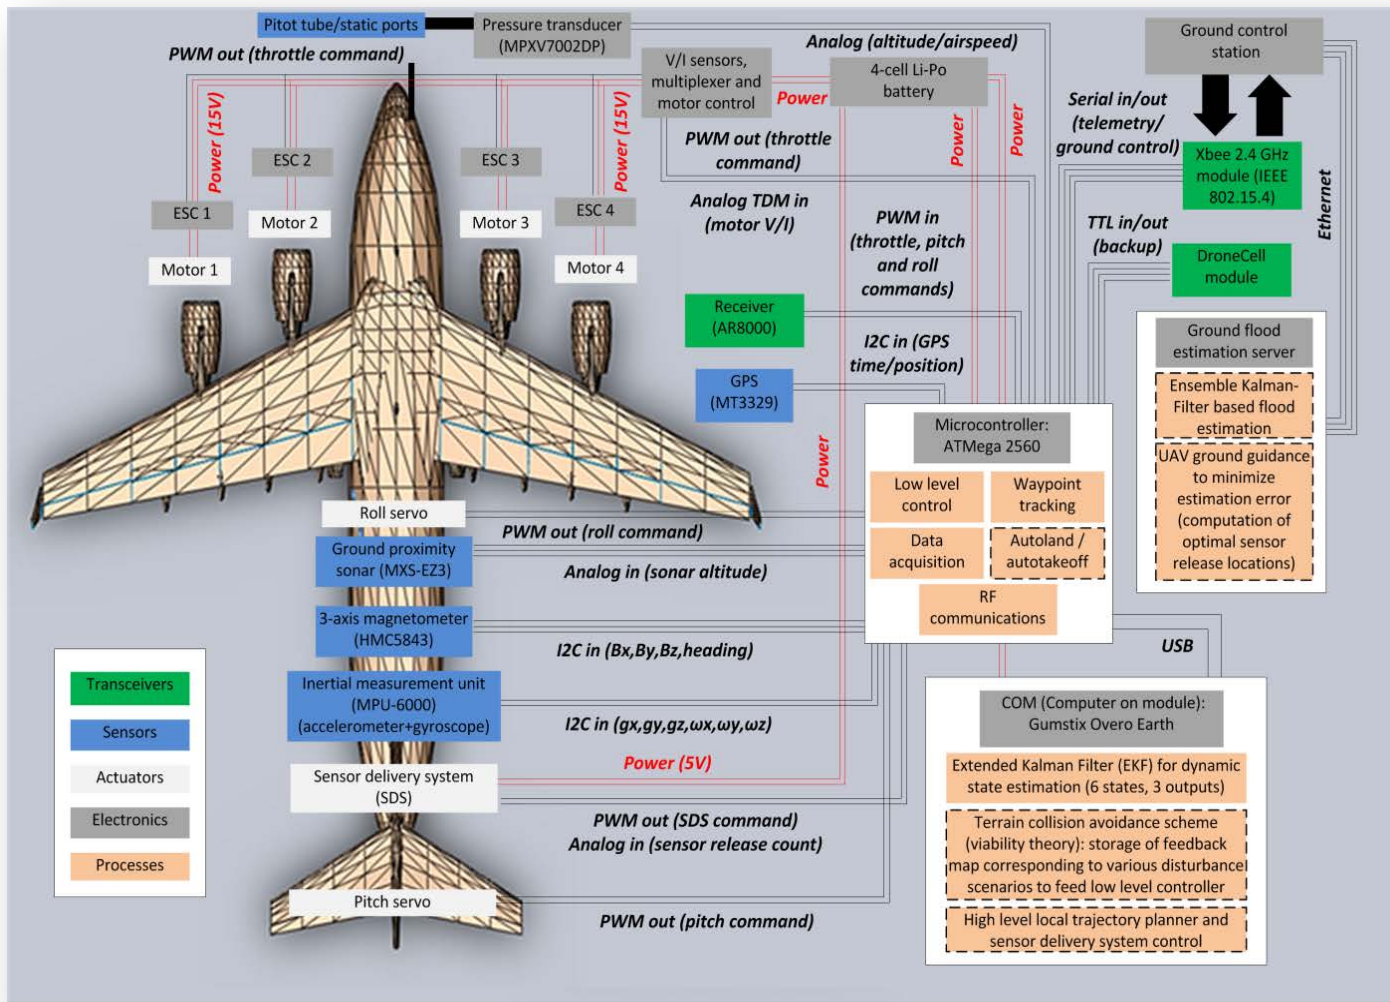 Pitot tube/static ports
Pressure transducer
(MPXV7002DP)
PWM out (throttle command)
Analog (altitude/airspeed)
V/I sensors,
multiplexer and
motor control
Power
4-cell Li-Po
battery
Ground control
station
Power (15V)
Power (15V)
Power
Power
Serial in/out
(telemetry/
ground control)
Xbee 2.4 GHz
module (IEEE
802.15.4)
Ethernet
PWM out (throttle
command)
ESC 2
ESC 3
ESC 1
ESC 4
Motor 2
Motor 3
Motor 1
Motor 4
Analog TDM in
(motor V/I)
PWM in
(throttle, pitch
and roll
commands)
TTL in/out
(backup)
DroneCell
module
Receiver
(AR8000)
I2C in (GPS
time/position)
GPS
(MT3329)
Power
Ground flood
estimation server
Ensemble Kalman-
Filter based flood
estimation
UAV ground guidance
to minimize
estimation error
(computation of
optimal sensor
release locations)
Microcontroller:
ATMega 2560
Low level
control
Waypoint
tracking
Data
acquisition
Autoland /
autotakeoff
RF
communications
Roll servo
PWM out (roll command)
Ground proximity
sonar (MXS-EZ3)
Analog in (sonar altitude)
3-axis magnetometer
(HMC5843)
I2C in (Bx,By,Bz,heading)
Inertial measurement unit
(MPU-6000)
(accelerometer+gyroscope)
I2C in (gx,gy,gz,ωx,ωy,ωz)
Power (5V)
Sensor delivery system
(SDS)
PWM out (SDS command)
Analog in (sensor release count)
Pitch servo
PWM out (pitch command)
USB
COM (Computer on module):
Gumstix Overo Earth
Extended Kalman Filter (EKF) for dynamic
state estimation (6 states, 3 outputs)
Terrain collision avoidance scheme
(viability theory): storage of feedback
map corresponding to various disturbance
scenarios to feed low level controller
High level local trajectory planner and
sensor delivery system control
Transceivers
Sensors
Actuators
Electronics
Processes